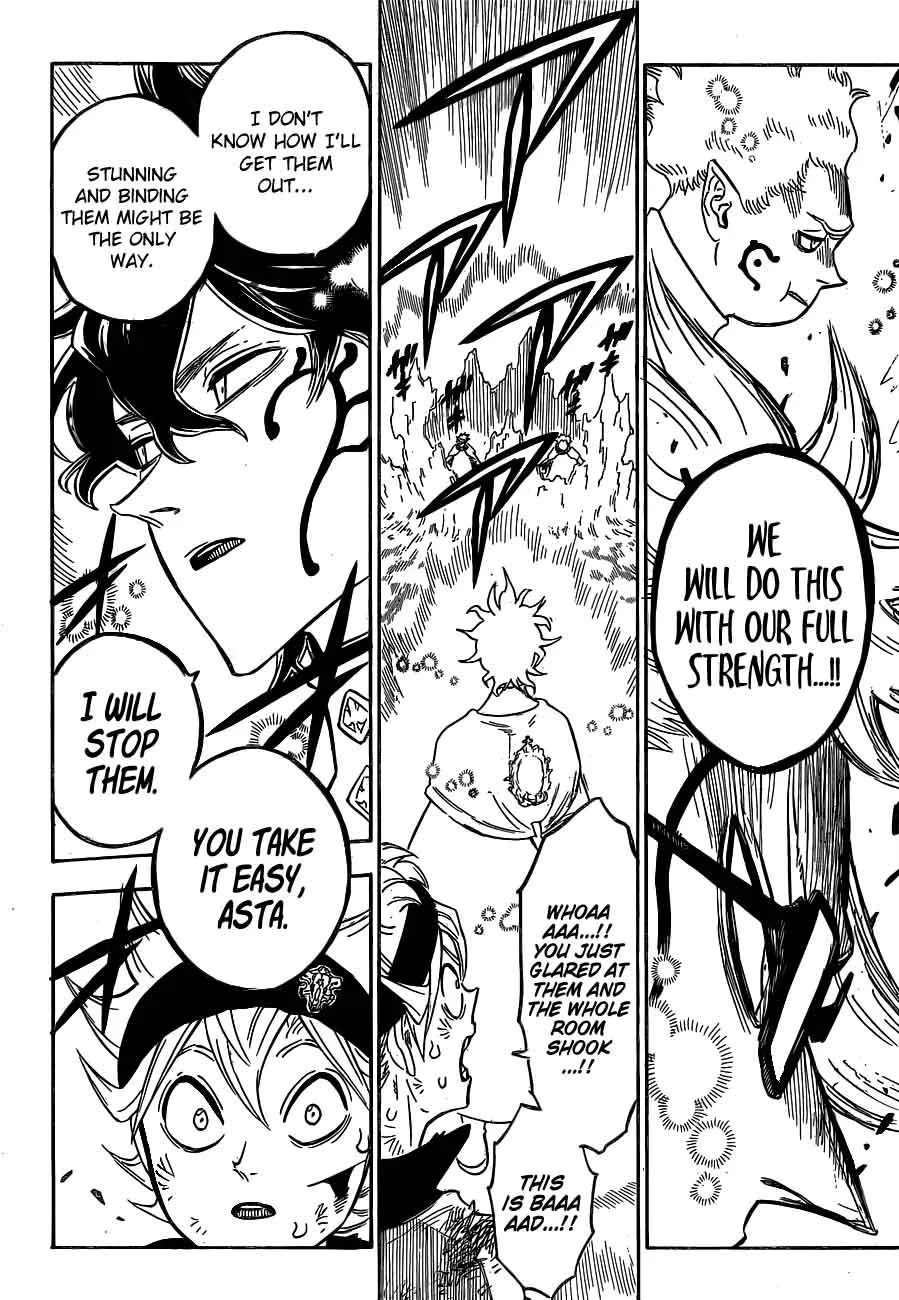 WE
WILL DO THIS
WITH OUR FULL
STRENGTH...!!
WHOAA
AAA...!!
YOU JUST
GLARED AT
THEM AND
THE WHOLE
ROOM
SHOOK
...!!
THIS
IS BAAA
AAD...!!
I DON'T
KNOW HOW I'LL
GET THEM
OUT...
STUNNING
AND BINDING
THEM MIGHT BE
THE ONLY
WAY.
I WILL
STOP
THEM.
YOU TAKE
IT EASY,
ASTA.